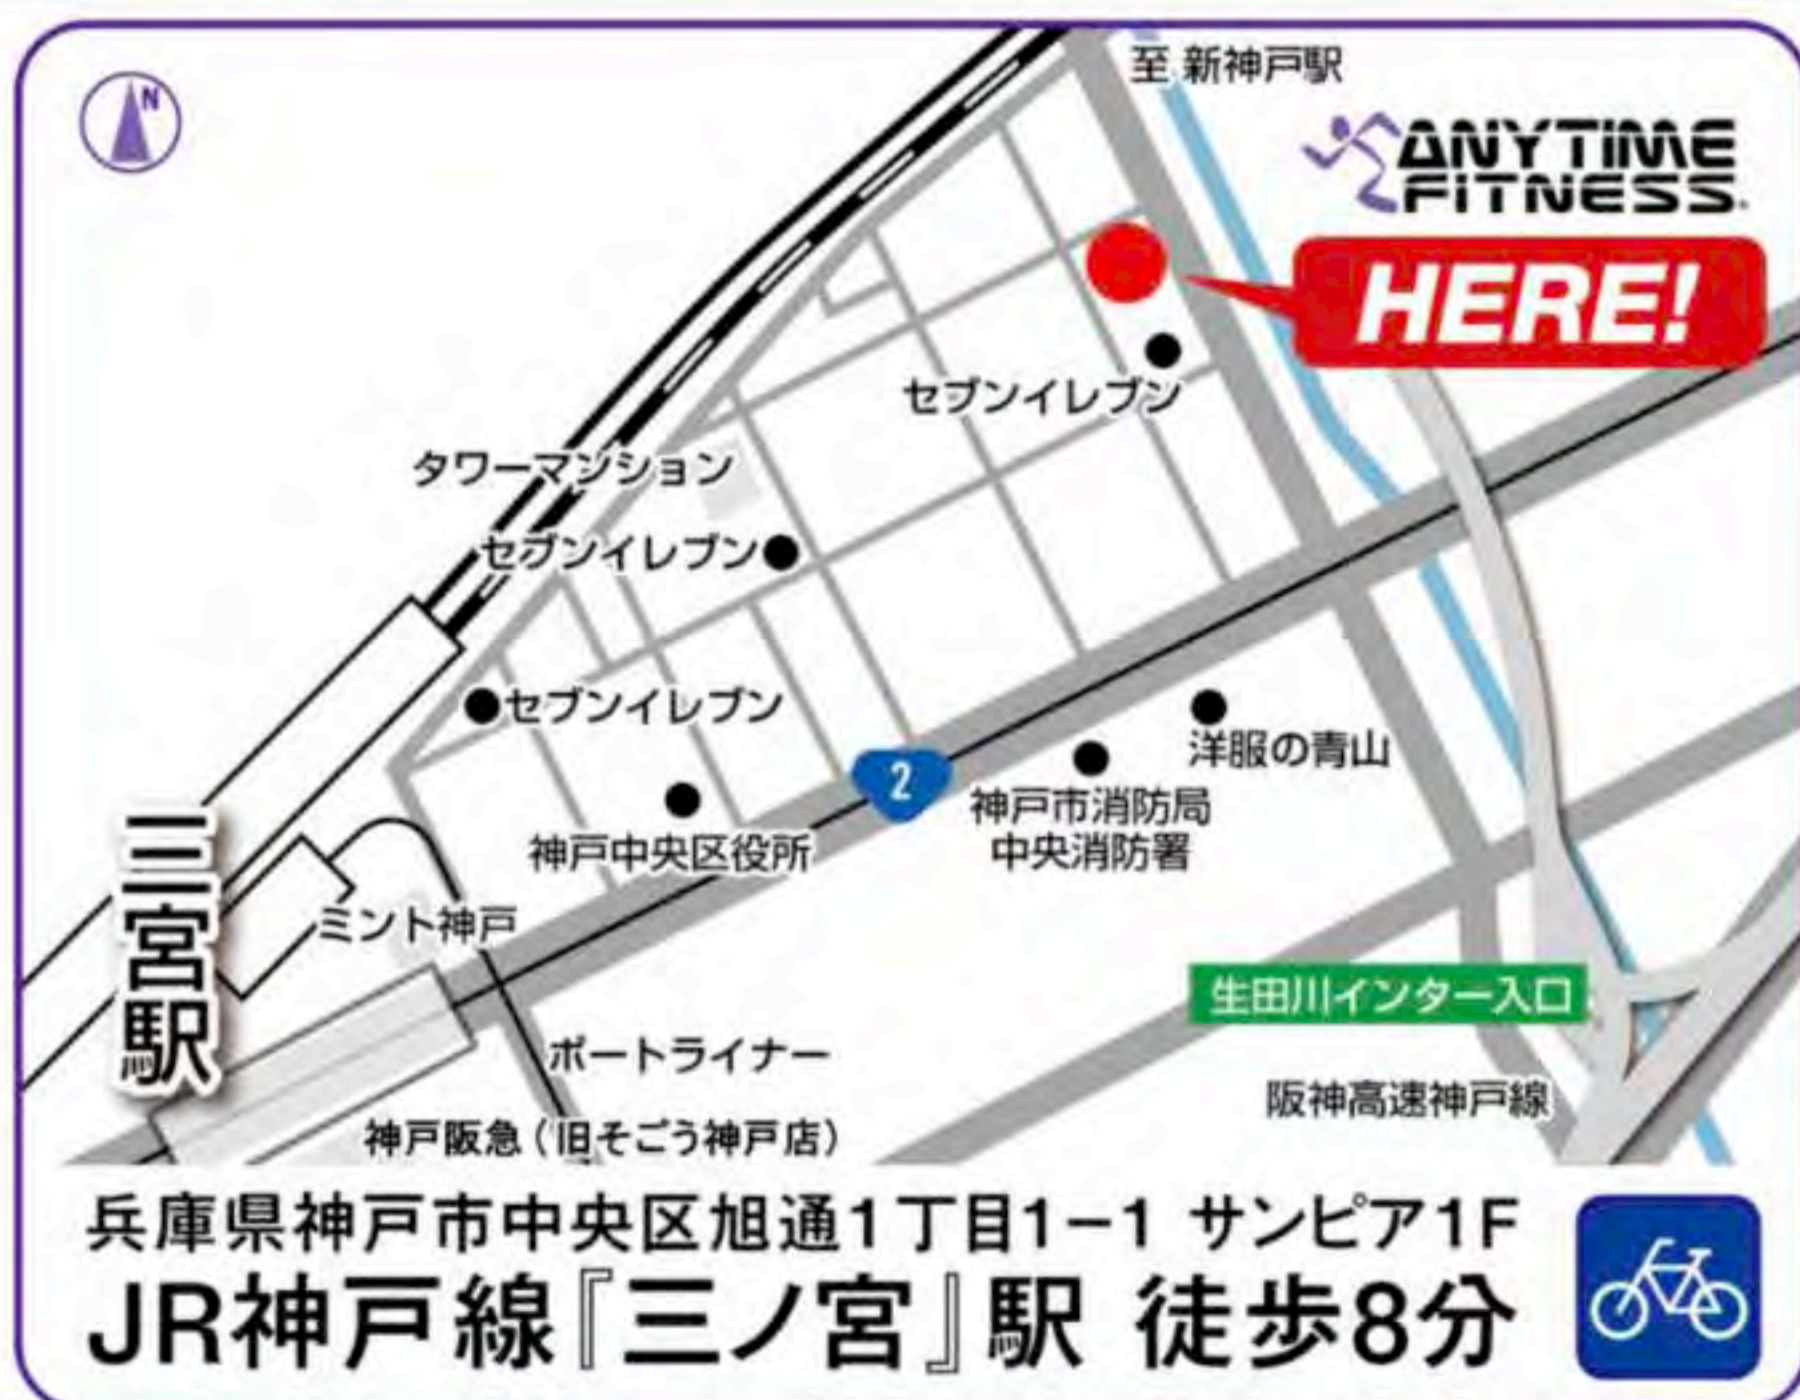 N
至 新神戸駅
ANYTIME
FITNESS
HERE!
セブンイレブン
タワーマンション
セブンイレブン
セブンイレブン
2
洋服の青山
神戸市消防局
中央消防署
神戸中央区役所
三宮駅
ミント神戸
生田川インター入口
ポートライナー
阪神高速神戸線
神戸阪急（旧そごう神戸店）
兵庫県神戸市中央区旭通1丁目1−1 サンピア1F
JR神戸線『三ノ宮』駅 徒歩8分